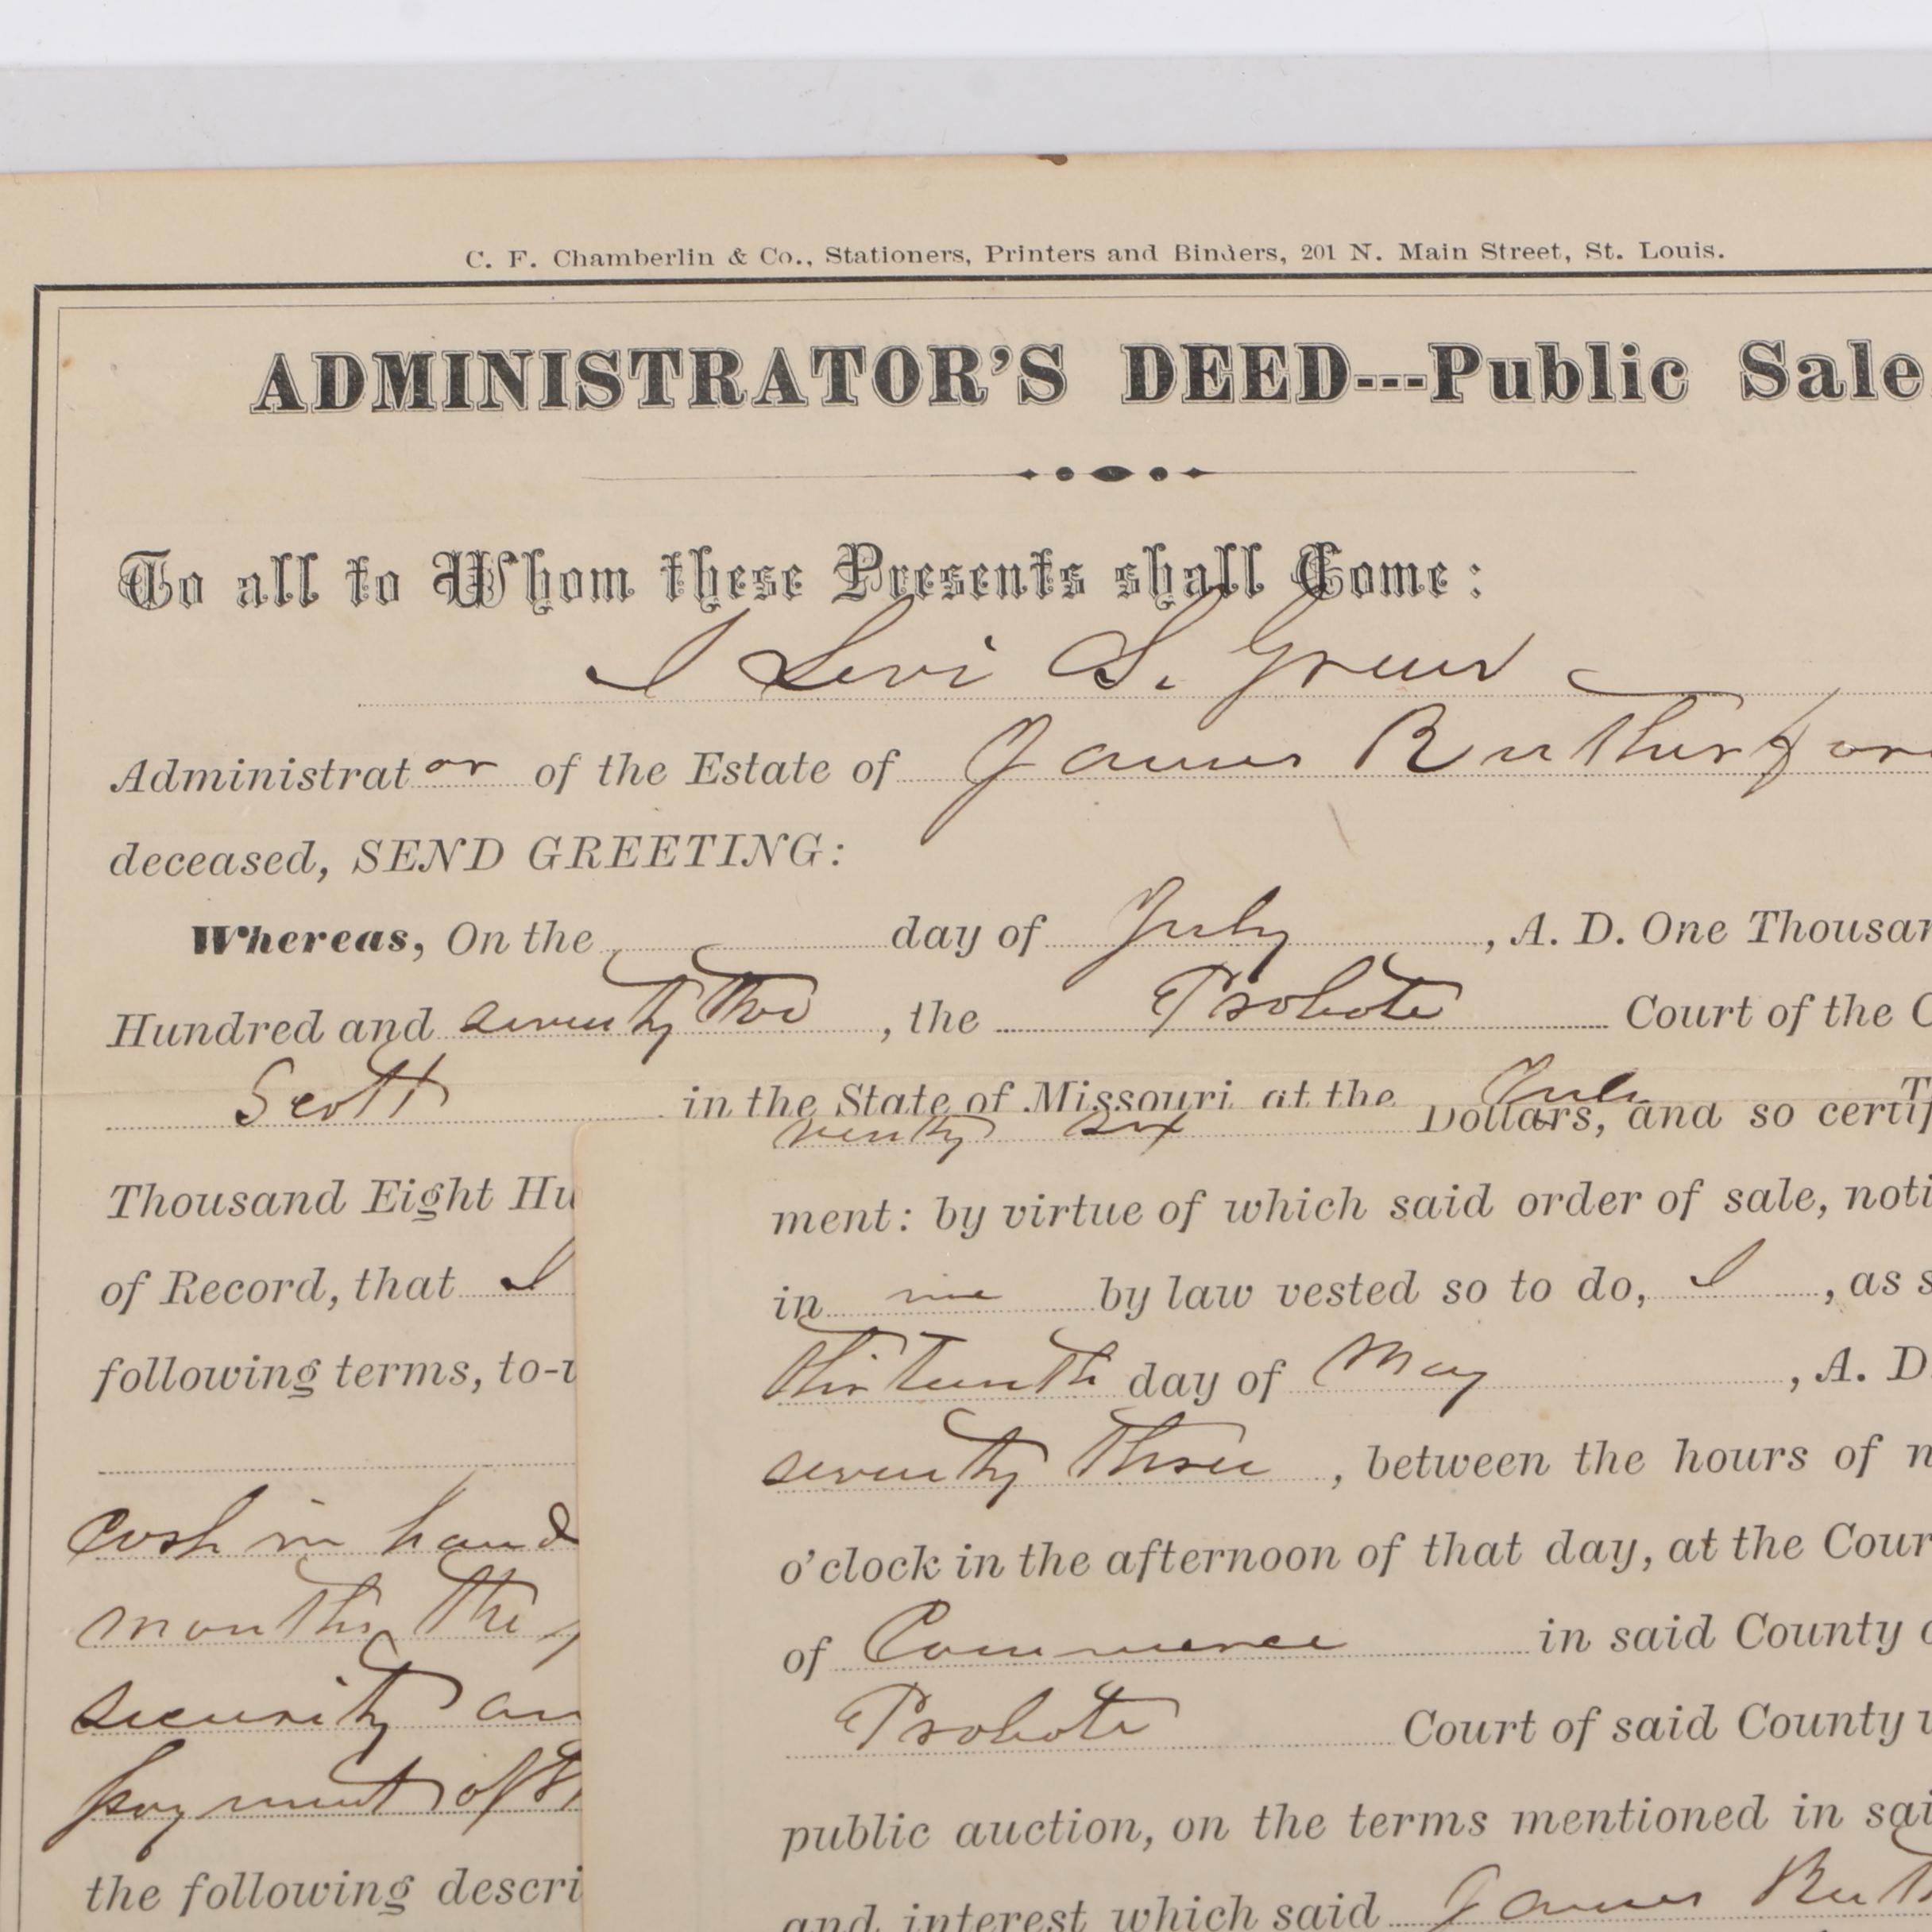 C. F. Chamberlin & Co., Stationers, Printers and Binders, 201 N. Main Street, St. Louis.
ADMINISTRATOR'S DEED---Public Sale
To all to Whom these Presents shall Come:
I Levi S. Green
Administrator of the Estate of James Rutherford
deceased, SEND GREETING:
Whereas, On the day of July, A. D. One Thousan
Hundred and seventy two, the Probate Court of the C
Scott in the State of Missouri at the July T
Thousand Eight Hu
of Record, that I
following terms, to-w
Cash in hand
months the p
security an
payment of th
the following descri
venty six Dollars, and so certif
ment: by virtue of which said order of sale, noti
in me by law vested so to do, I, as s
thirteenth day of May, A. D.
seventy three, between the hours of n
o'clock in the afternoon of that day, at the Cour
of Commerce in said County o
Probate Court of said County w
public auction, on the terms mentioned in sai
and interest which said James Ruth